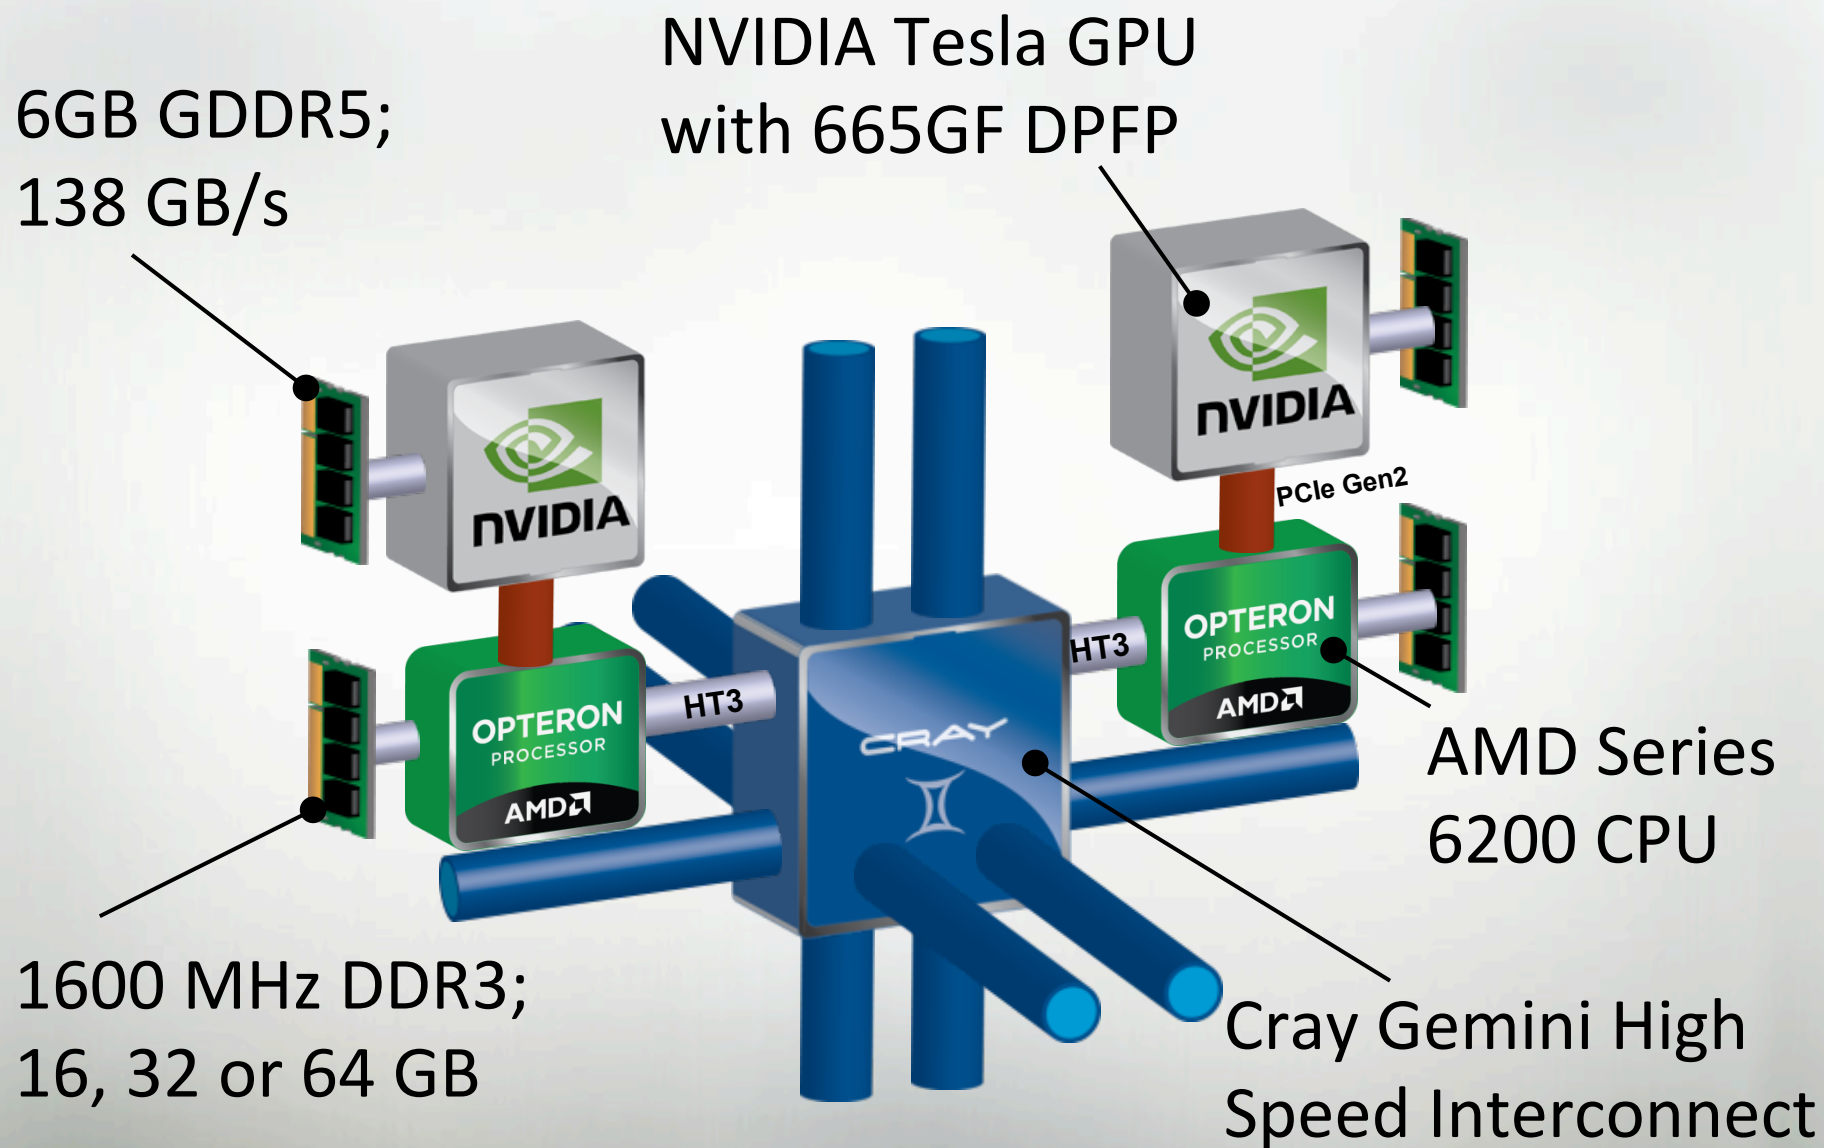 NVIDIA Tesla GPU
with 665GF DPFP
6GB GDDR5;
138 GB/s
NVIDIA
NVIDIA
PCIe Gen2
OPTERON
PROCESSOR
AMD
HT3
HT3
OPTERON
PROCESSOR
AMD
CRAY
AMD Series
6200 CPU
1600 MHz DDR3;
16, 32 or 64 GB
Cray Gemini High
Speed Interconnect